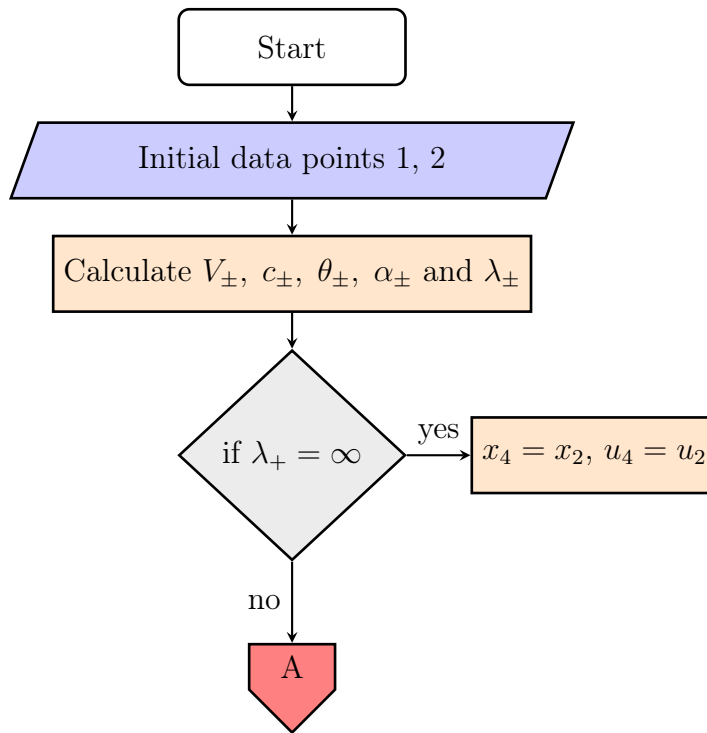 Start
Initial data points 1, 2
Calculate V±, c±, θ±, α± and λ±
if λ₊ = ∞
yes
x₄ = x₂, u₄ = u₂
no
A